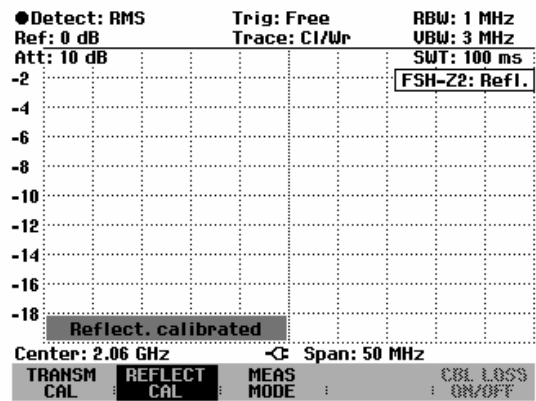 ●Detect: RMS Trig: Free RBW: 1 MHz
Ref: 0 dB Trace: Cl/Wr VBW: 3 MHz
Att: 10 dB SWT: 100 ms
-2 FSH-Z2: Refl.
-4
-6
-8
-10
-12
-14
-16
-18
Reflect. calibrated
Center: 2.06 GHz Span: 50 MHz
TRANSM REFLECT MEAS CBL LOSS
CAL CAL MODE ON/OFF